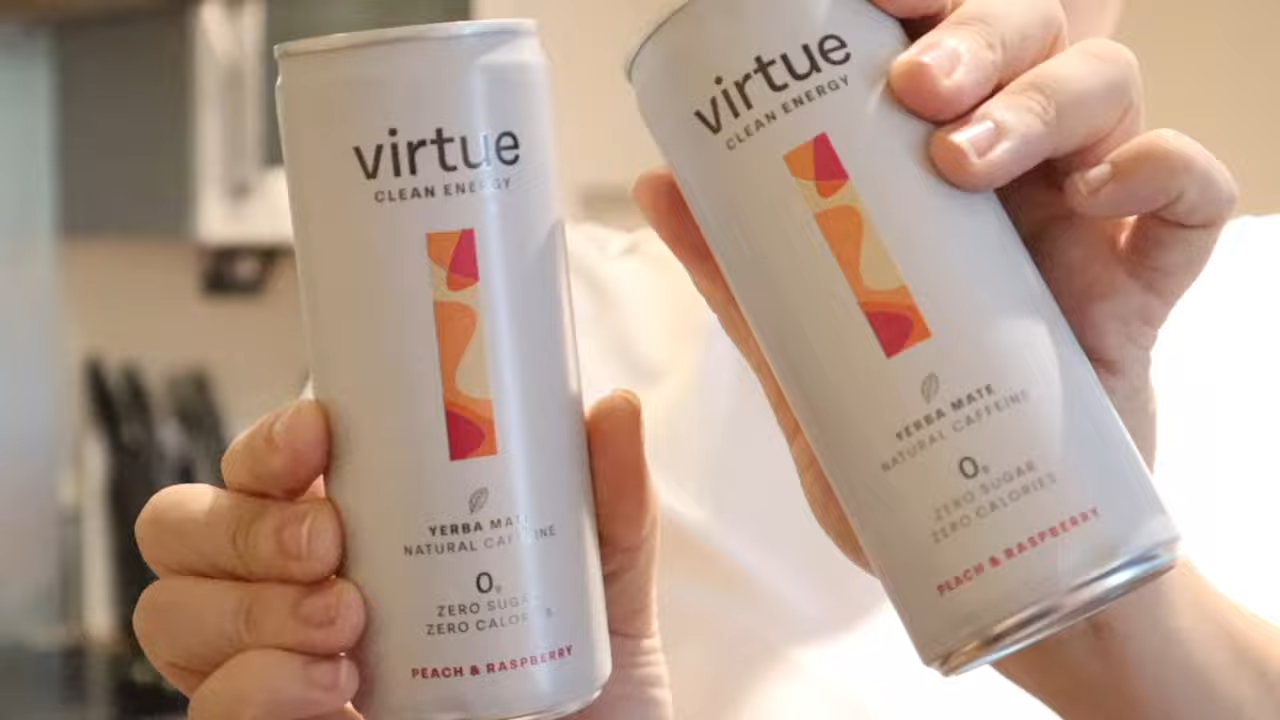 virtue
CLEAN ENERGY
YERBA MATE
NATURAL CAFFEINE
0g
ZERO SUGAR
ZERO CALORIES
PEACH & RASPBERRY
virtue
CLEAN ENERGY
YERBA MATE
NATURAL CAFFEINE
0g
ZERO SUGAR
ZERO CALORIES
PEACH & RASPBERRY